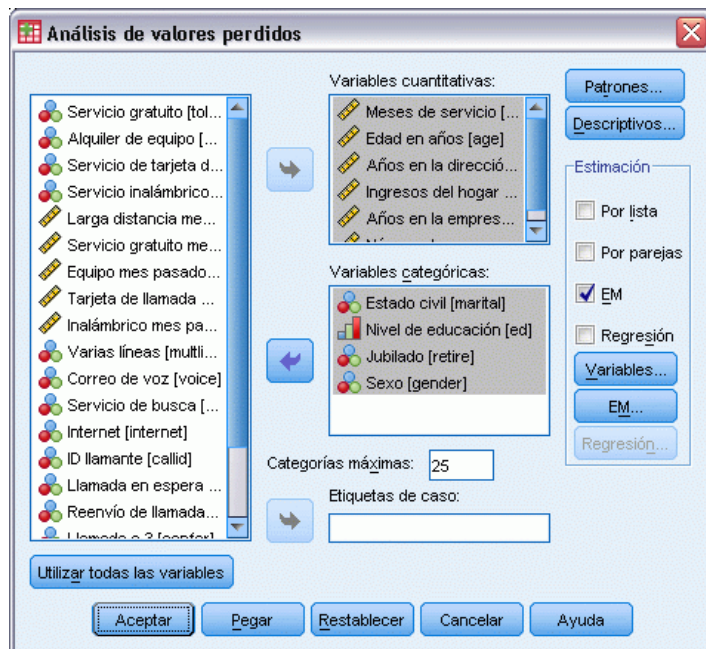 Análisis de valores perdidos
Servicio gratuito [tol...
Alquiler de equipo [...
Servicio de tarjeta d...
Servicio inalámbrico...
Larga distancia me...
Servicio gratuito me...
Equipo mes pasado...
Tarjeta de llamada ...
Inalámbrico mes pa...
Varias líneas [multli...
Correo de voz [voice]
Servicio de busca [...
Internet [internet]
ID llamante [callid]
Llamada en espera ...
Reenvío de llamada...
Utilizar todas las variables
Variables cuantitativas:
Meses de servicio [...
Edad en años [age]
Años en la direcció...
Ingresos del hogar ...
Años en la empres...
Variables categóricas:
Estado civil [marital]
Nivel de educación [ed]
Jubilado [retire]
Sexo [gender]
Categorías máximas: 25
Etiquetas de caso:
Patrones...
Descriptivos...
Estimación
Por lista
Por parejas
EM
Regresión
Variables...
EM...
Regresión...
Aceptar Pegar Restablecer Cancelar Ayuda